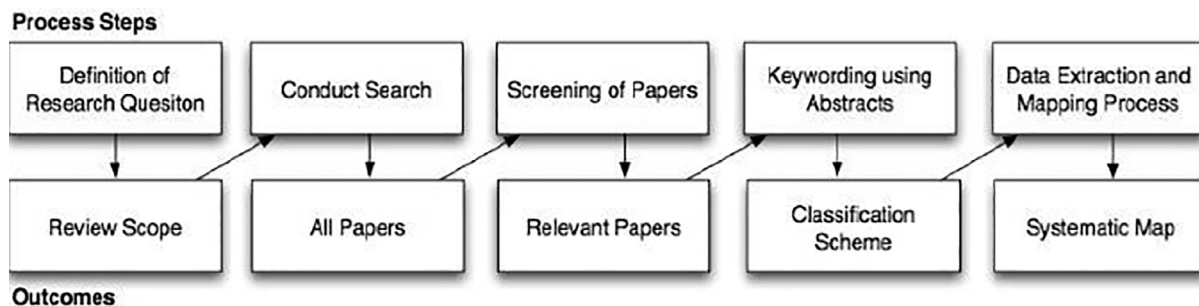 Process Steps
Definition of
Research Quesiton
Conduct Search
Screening of Papers
Keywording using
Abstracts
Data Extraction and
Mapping Process
Review Scope
All Papers
Relevant Papers
Classification
Scheme
Systematic Map
Outcomes